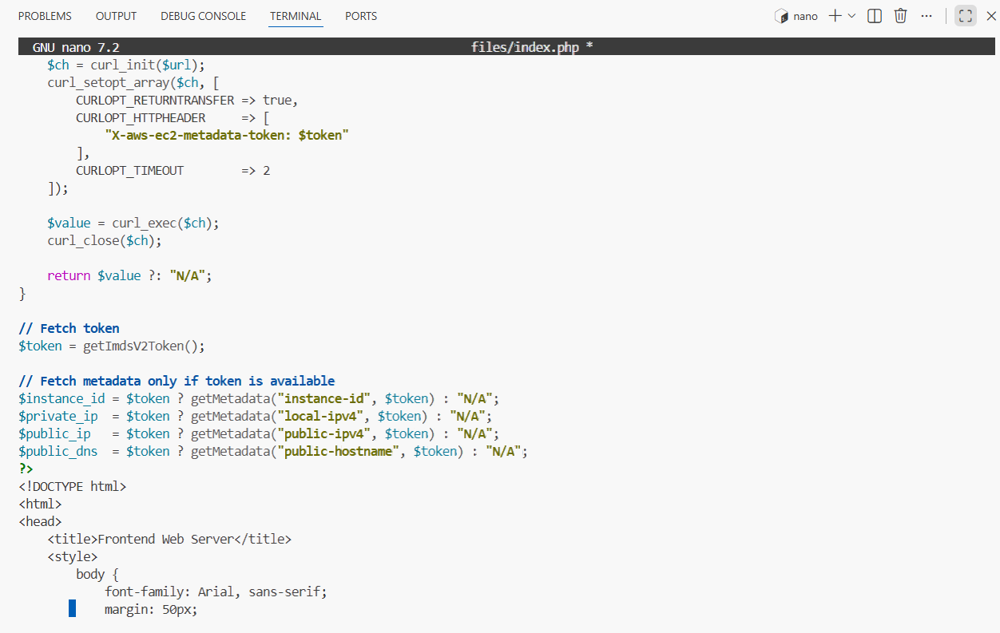 PROBLEMS OUTPUT DEBUG CONSOLE TERMINAL PORTS nano
GNU nano 7.2 files/index.php *
    $ch = curl_init($url);
    curl_setopt_array($ch, [
        CURLOPT_RETURNTRANSFER => true,
        CURLOPT_HTTPHEADER     => [
            "X-aws-ec2-metadata-token: $token"
        ],
        CURLOPT_TIMEOUT        => 2
    ]);

    $value = curl_exec($ch);
    curl_close($ch);

    return $value ?: "N/A";
}

// Fetch token
$token = getImdsV2Token();

// Fetch metadata only if token is available
$instance_id = $token ? getMetadata("instance-id", $token) : "N/A";
$private_ip  = $token ? getMetadata("local-ipv4", $token) : "N/A";
$public_ip   = $token ? getMetadata("public-ipv4", $token) : "N/A";
$public_dns  = $token ? getMetadata("public-hostname", $token) : "N/A";
?>
<!DOCTYPE html>
<html>
<head>
    <title>Frontend Web Server</title>
    <style>
        body {
            font-family: Arial, sans-serif;
            margin: 50px;